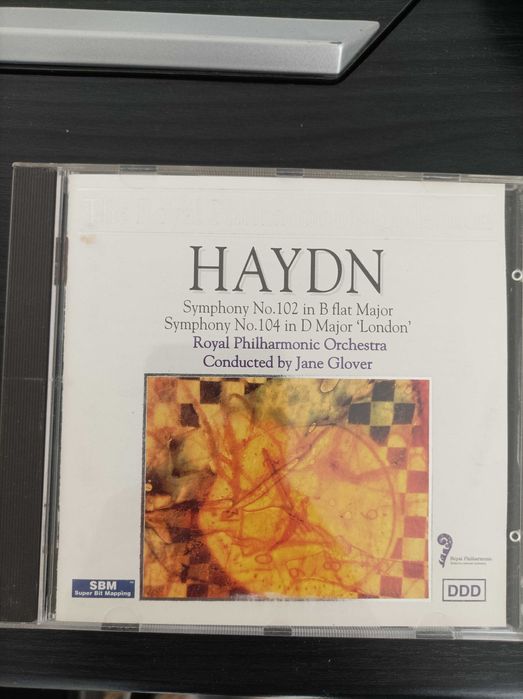 HAYDN
Symphony No.102 in B flat Major
Symphony No.104 in D Major ‘London’
Royal Philharmonic Orchestra
Conducted by Jane Glover
Royal Philharmonic
SBM
Super Bit Mapping
DDD